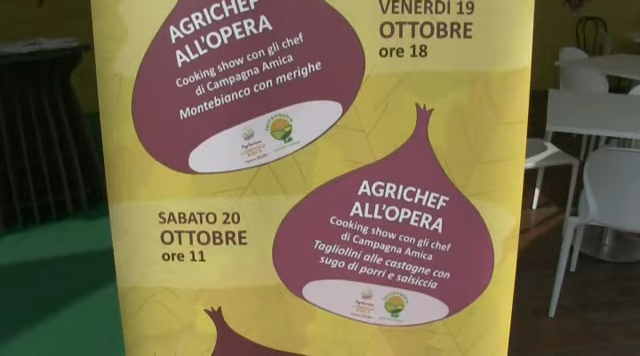 AGRICHEF
ALL'OPERA
Cooking show con gli chef
di Campagna Amica
Montebianco con merighe
VENERDÌ 19
OTTOBRE
ore 18
SABATO 20
OTTOBRE
ore 11
AGRICHEF
ALL'OPERA
Cooking show con gli chef
di Campagna Amica
Tagliolini alle castagne con
sugo di porri e salsiccia